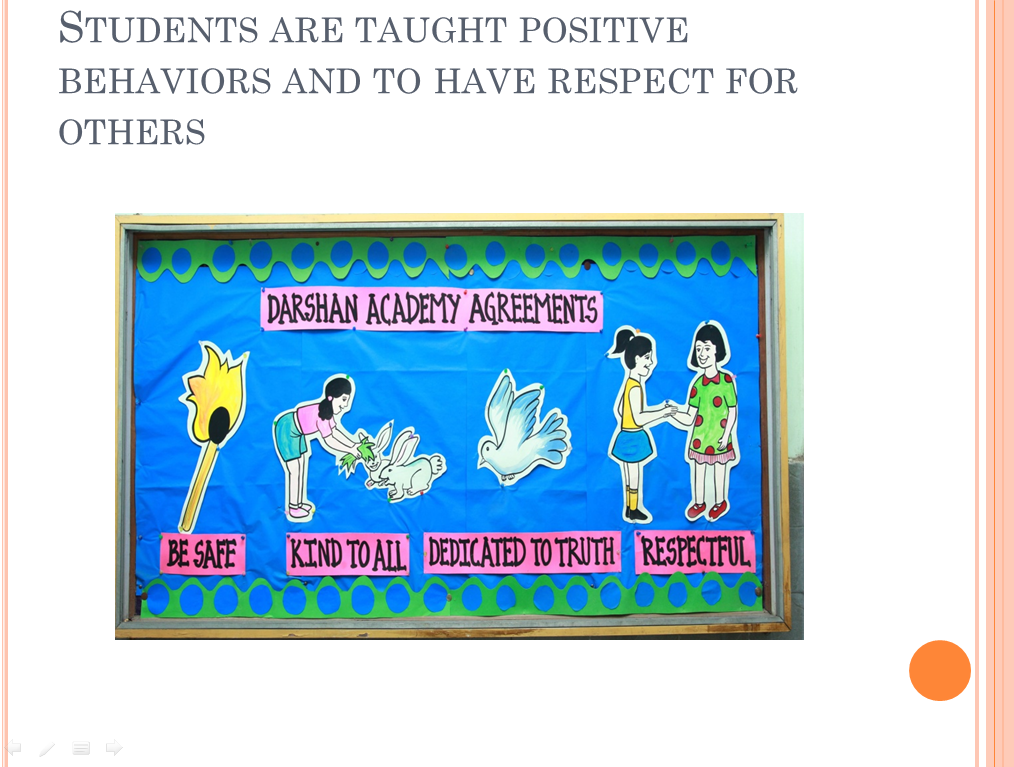 STUDENTS ARE TAUGHT POSITIVE
BEHAVIORS AND TO HAVE RESPECT FOR
OTHERS
DARSHAN ACADEMY AGREEMENTS
BE SAFE
KIND TO ALL
DEDICATED TO TRUTH
RESPECTFUL